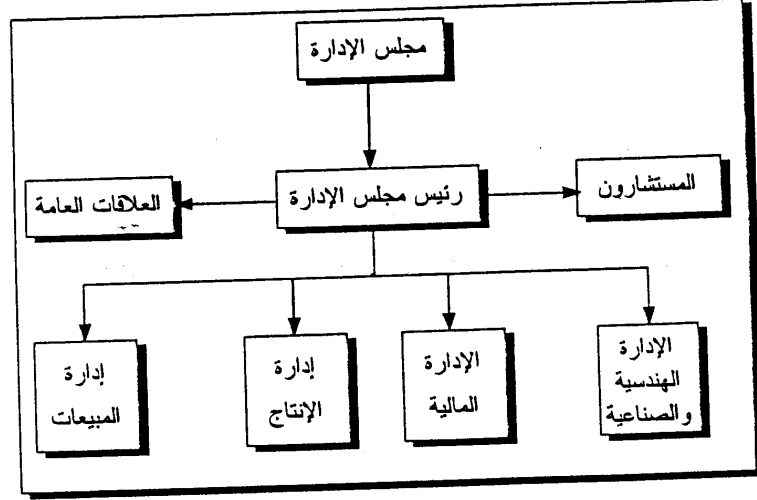 مجلس الإدارة
المستشارون
رئيس مجلس الإدارة
العلاقات العامة
الإدارة
الهندسية
والصناعية
الإدارة
المالية
إدارة
الإنتاج
إدارة
المبيعات